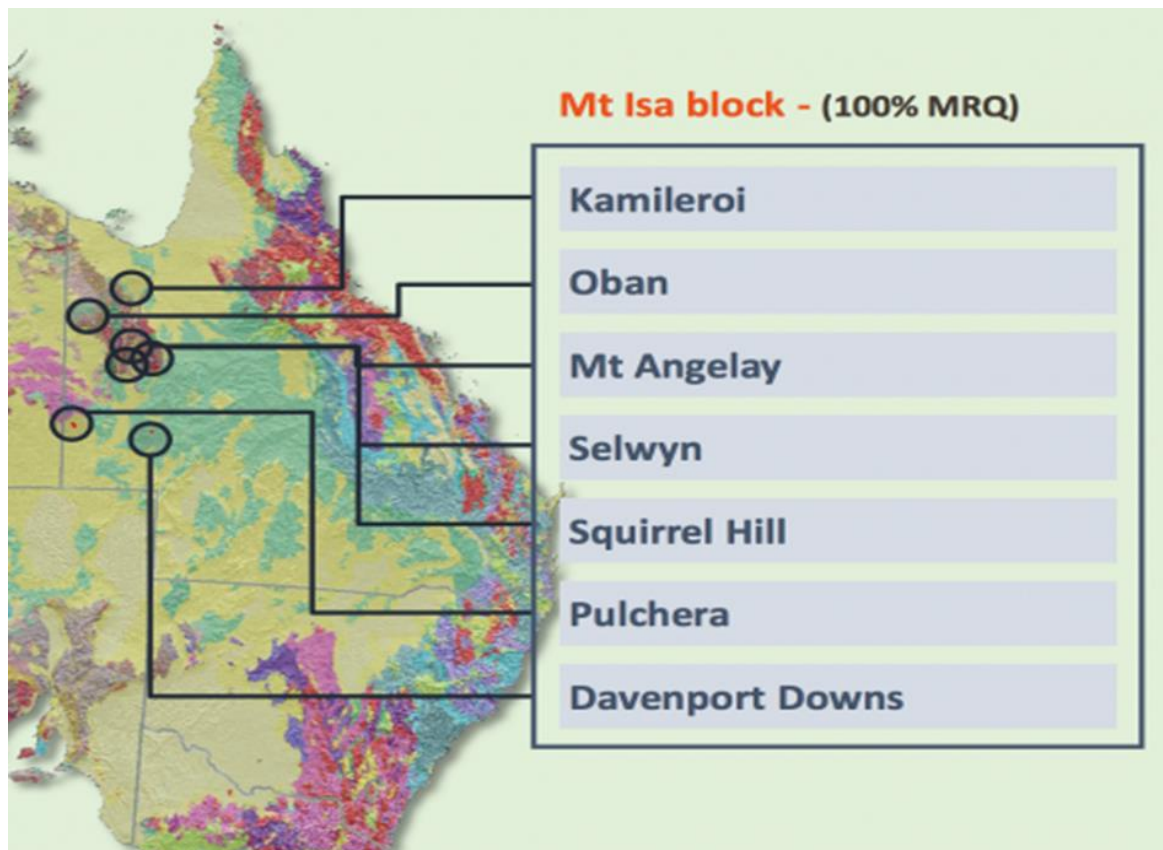 Mt Isa block - (100% MRQ)
Kamileroi
Oban
Mt Angelay
Selwyn
Squirrel Hill
Pulchera
Davenport Downs